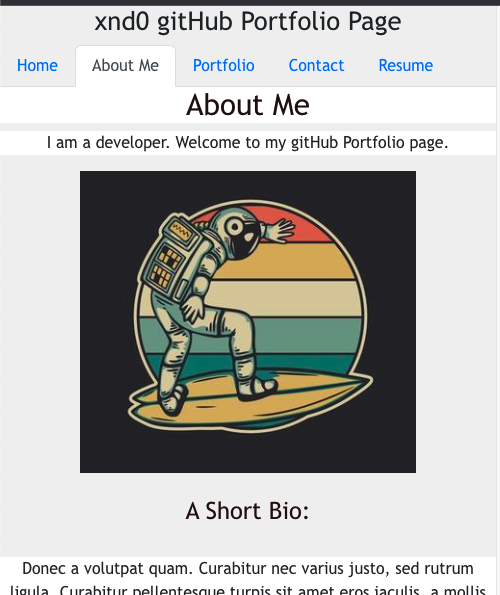 xnd0 gitHub Portfolio Page
Home About Me Portfolio Contact Resume
About Me
I am a developer. Welcome to my gitHub Portfolio page.
A Short Bio:
Donec a volutpat quam. Curabitur nec varius justo, sed rutrum
ligula. Curabitur pellentesque turpis sit amet eros iaculis, a mollis